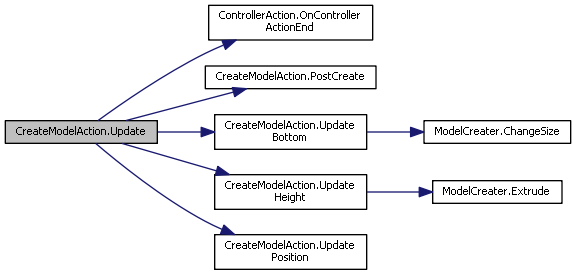 ControllerAction.OnController
ActionEnd
CreateModelAction.PostCreate
CreateModelAction.Update
CreateModelAction.Update
Bottom
ModelCreater.ChangeSize
CreateModelAction.Update
Height
ModelCreater.Extrude
CreateModelAction.Update
Position